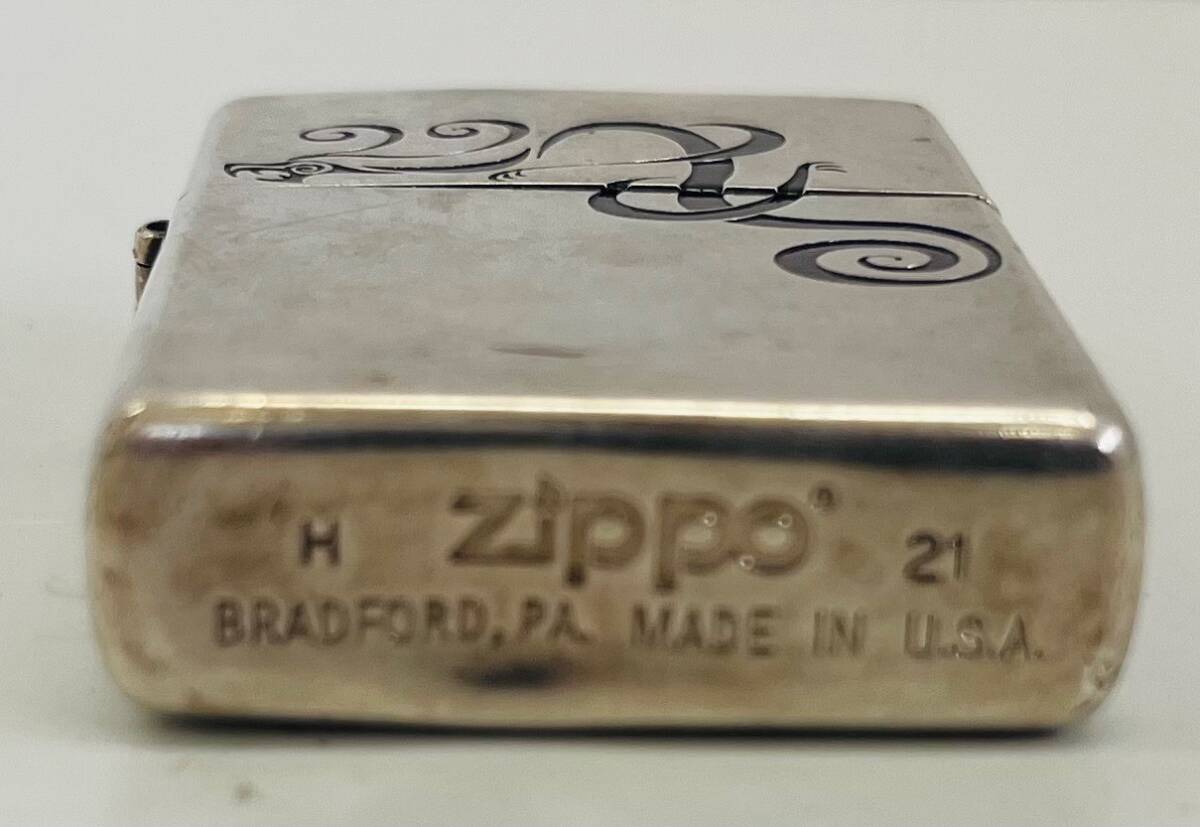 H zippo® 21
BRADFORD, PA. MADE IN U.S.A.